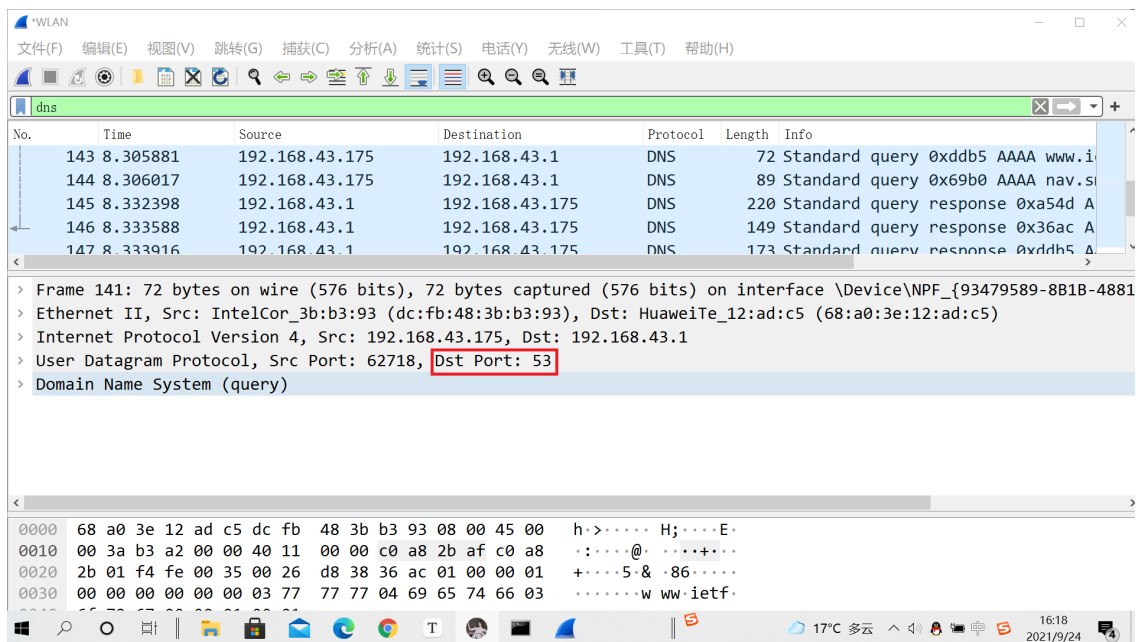 *WLAN
文件(F) 编辑(E) 视图(V) 跳转(G) 捕获(C) 分析(A) 统计(S) 电话(Y) 无线(W) 工具(T) 帮助(H)
dns
No. Time Source Destination Protocol Length Info
143 8.305881 192.168.43.175 192.168.43.1 DNS 72 Standard query 0xddb5 AAAA www.i
144 8.306017 192.168.43.175 192.168.43.1 DNS 89 Standard query 0x69b0 AAAA nav.sm
145 8.332398 192.168.43.1 192.168.43.175 DNS 220 Standard query response 0xa54d A
146 8.333588 192.168.43.1 192.168.43.175 DNS 149 Standard query response 0x36ac A
147 8.333916 192.168.43.1 192.168.43.175 DNS 173 Standard query response 0xddb5 A
Frame 141: 72 bytes on wire (576 bits), 72 bytes captured (576 bits) on interface \Device\NPF_{93479589-8B1B-4881
Ethernet II, Src: IntelCor_3b:b3:93 (dc:fb:48:3b:b3:93), Dst: HuaweiTe_12:ad:c5 (68:a0:3e:12:ad:c5)
Internet Protocol Version 4, Src: 192.168.43.175, Dst: 192.168.43.1
User Datagram Protocol, Src Port: 62718, Dst Port: 53
Domain Name System (query)
0000 68 a0 3e 12 ad c5 dc fb 48 3b b3 93 08 00 45 00 h·>····· H;····E·
0010 00 3a b3 a2 00 00 40 11 00 00 c0 a8 2b af c0 a8 ·:····@· ····+···
0020 2b 01 f4 fe 00 35 00 26 d8 38 36 ac 01 00 00 01 +····5·& ·86·····
0030 00 00 00 00 00 03 77 77 77 04 69 65 74 66 03 ·······w ww·ietf·
T
17°C 多云
中
16:18
2021/9/24
4